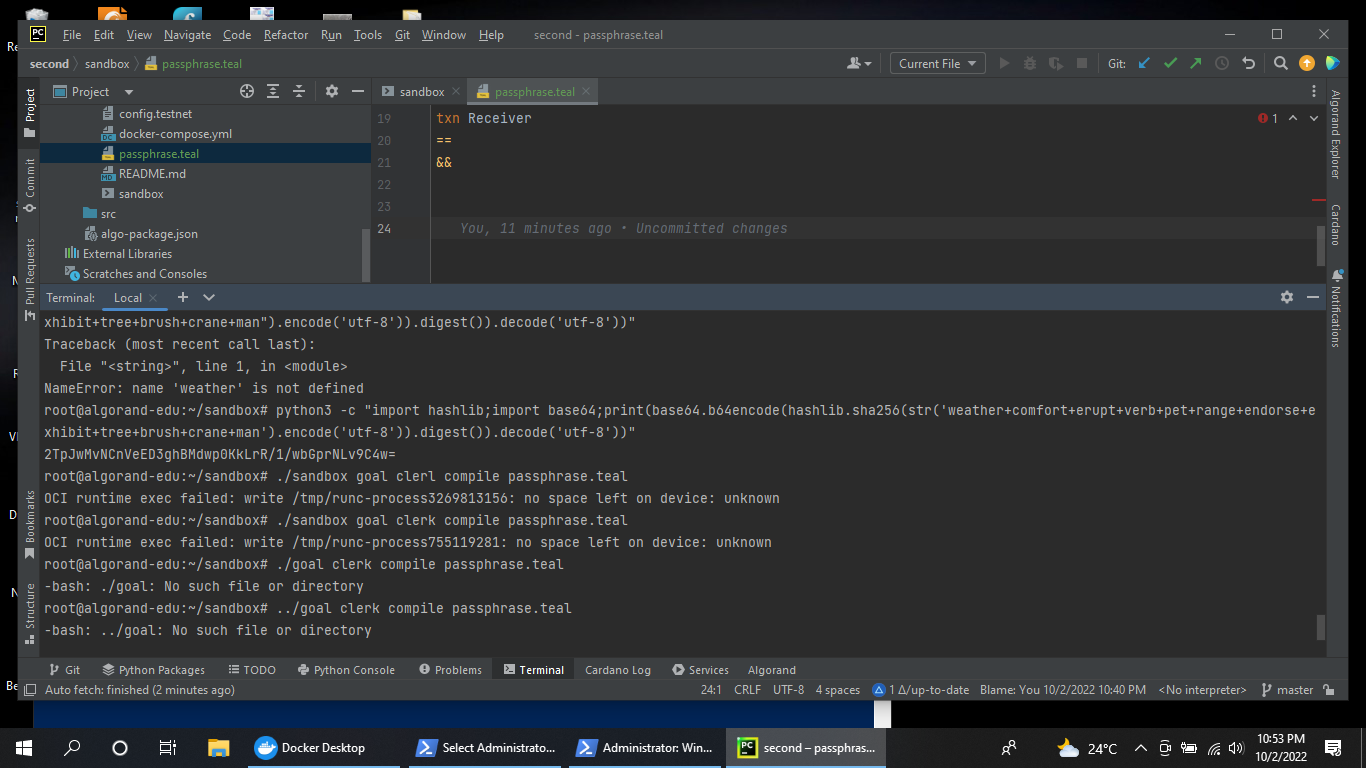 File Edit View Navigate Code Refactor Run Tools Git Window Help second - passphrase.teal
second sandbox passphrase.teal Current File Git:
Project sandbox passphrase.teal
config.testnet
docker-compose.yml
passphrase.teal
README.md
sandbox
src
algo-package.json
External Libraries
Scratches and Consoles
19 txn Receiver 1
20 ==
21 &&
22
23
24 You, 11 minutes ago • Uncommitted changes
Project
Commit
Pull Requests
Bookmarks
Structure
Algorand Explorer
Cardano
Notifications
Terminal: Local
xhibit+tree+brush+crane+man").encode('utf-8')).digest()).decode('utf-8'))"
Traceback (most recent call last):
File "<string>", line 1, in <module>
NameError: name 'weather' is not defined
root@algorand-edu:~/sandbox# python3 -c "import hashlib;import base64;print(base64.b64encode(hashlib.sha256(str('weather+comfort+erupt+verb+pet+range+endorse+e
xhibit+tree+brush+crane+man').encode('utf-8')).digest()).decode('utf-8'))"
2TpJwMvNCnVeED3ghBMdwp0KkLrR/1/wbGprNLv9C4w=
root@algorand-edu:~/sandbox# ./sandbox goal clerl compile passphrase.teal
OCI runtime exec failed: write /tmp/runc-process3269813156: no space left on device: unknown
root@algorand-edu:~/sandbox# ./sandbox goal clerk compile passphrase.teal
OCI runtime exec failed: write /tmp/runc-process755119281: no space left on device: unknown
root@algorand-edu:~/sandbox# ./goal clerk compile passphrase.teal
-bash: ./goal: No such file or directory
root@algorand-edu:~/sandbox# ../goal clerk compile passphrase.teal
-bash: ../goal: No such file or directory
Git Python Packages TODO Python Console Problems Terminal Cardano Log Services Algorand
Auto fetch: finished (2 minutes ago) 24:1 CRLF UTF-8 4 spaces 1 Δ/up-to-date Blame: You 10/2/2022 10:40 PM <No interpreter> master
Docker Desktop Select Administrato... Administrator: Win... second – passphras... 24°C 10:53 PM
10/2/2022